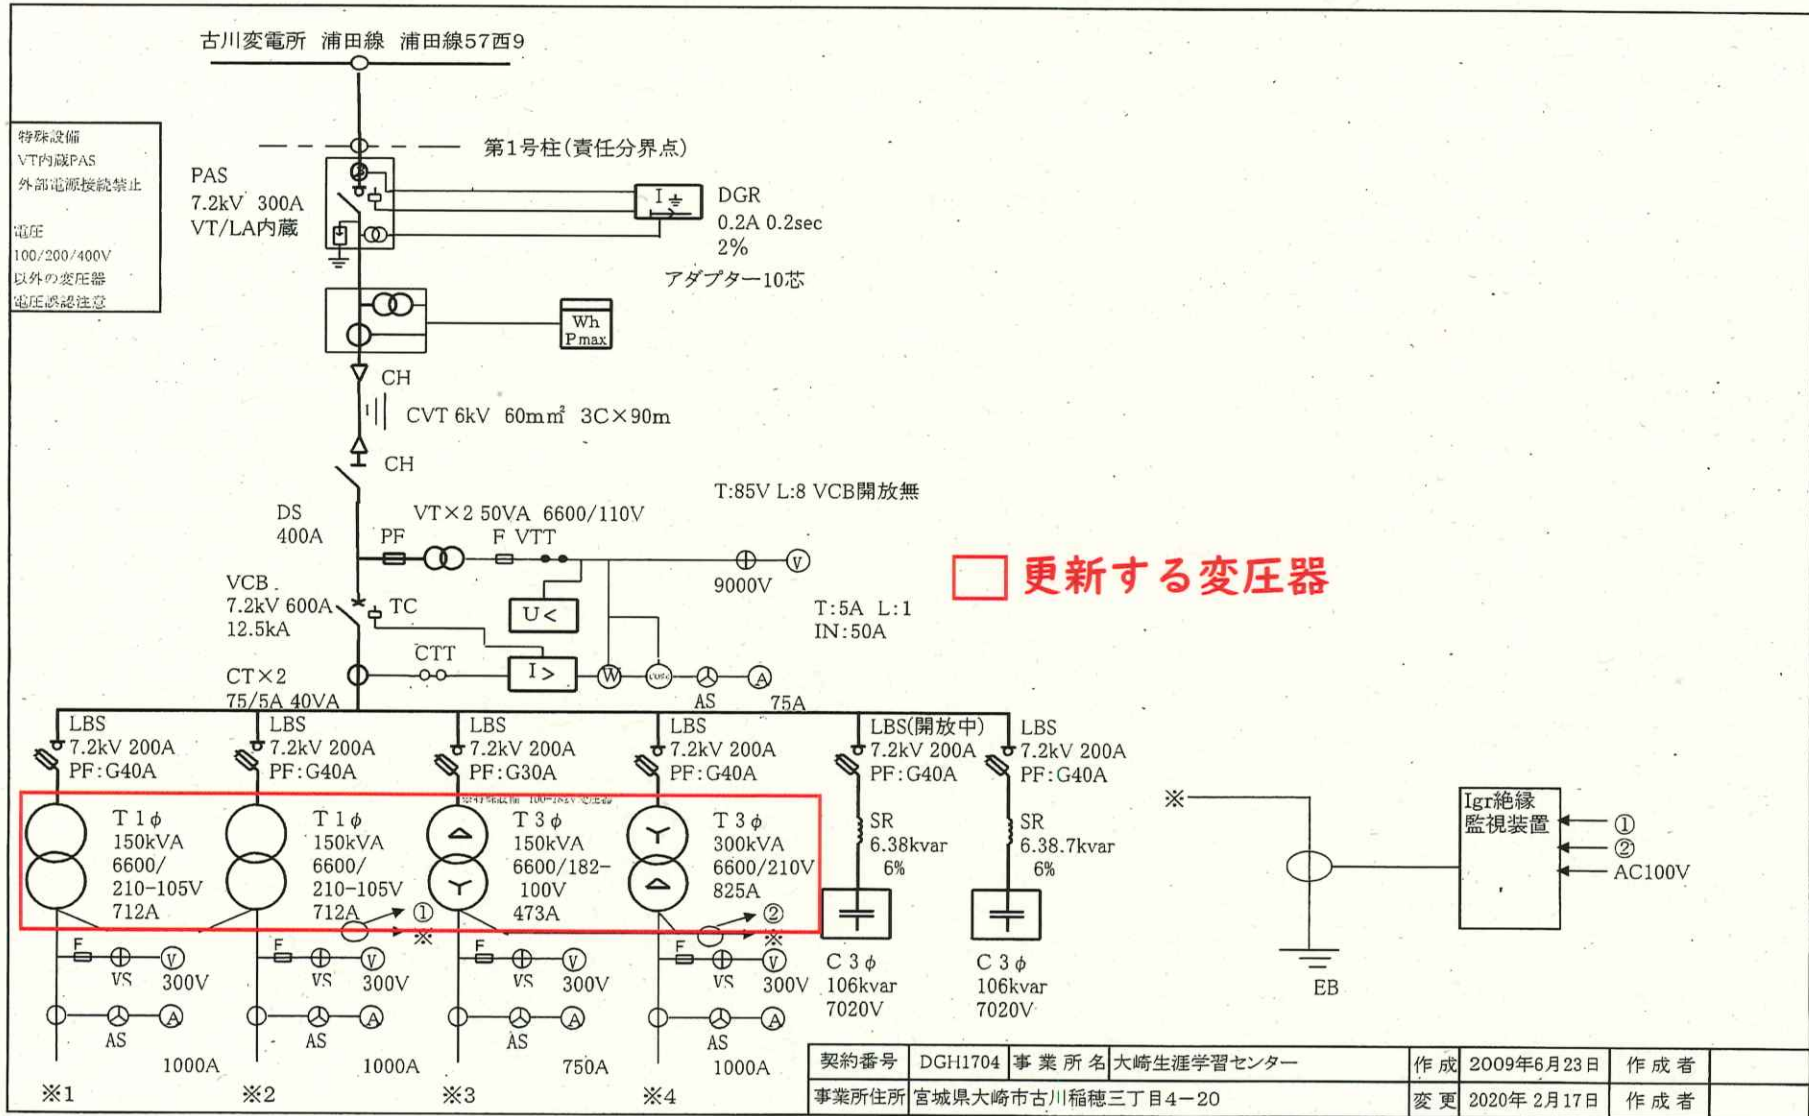 古川変電所 浦田線 浦田線57西9
特殊設備
VT内蔵PAS
外部電源接続禁止
電圧
100/200/400V
以外の変圧器
電圧誤認注意
第1号柱(責任分界点)
PAS
7.2kV 300A
VT/LA内蔵
I
DGR
0.2A 0.2sec
2%
アダプター10芯
Wh
Pmax
CH
CVT 6kV 60mm² 3C×90m
CH
T:85V L:8 VCB開放無
DS
400A
VT×2 50VA 6600/110V
PF
F VTT
V
9000V
更新する変圧器
VCB
7.2kV 600A
12.5kA
TC
U<
T:5A L:1
IN:50A
CTT
I>
W
AS
A
75A
CT×2
75/5A 40VA
LBS
7.2kV 200A
PF:G40A
LBS
7.2kV 200A
PF:G40A
LBS
7.2kV 200A
PF:G30A
LBS
7.2kV 200A
PF:G40A
LBS(開放中)
7.2kV 200A
PF:G40A
LBS
7.2kV 200A
PF:G40A
T 1φ
150kVA
6600/
210-105V
712A
T 1φ
150kVA
6600/
210-105V
712A
①
※
T 3φ
150kVA
6600/182-
100V
473A
T 3φ
300kVA
6600/210V
825A
②
※
SR
6.38kvar
6%
SR
6.38.7kvar
6%
C 3φ
106kvar
7020V
C 3φ
106kvar
7020V
※
Igr絶縁
監視装置
①
②
AC100V
EB
F
VS
V
300V
F
VS
V
300V
F
VS
V
300V
F
VS
V
300V
AS
A
1000A
AS
A
1000A
AS
A
750A
AS
A
1000A
※1
※2
※3
※4
契約番号 DGH1704 事業所名 大崎生涯学習センター 作成 2009年6月23日 作成者
事業所住所 宮城県大崎市古川稲穂三丁目4-20 変更 2020年 2月17日 作成者